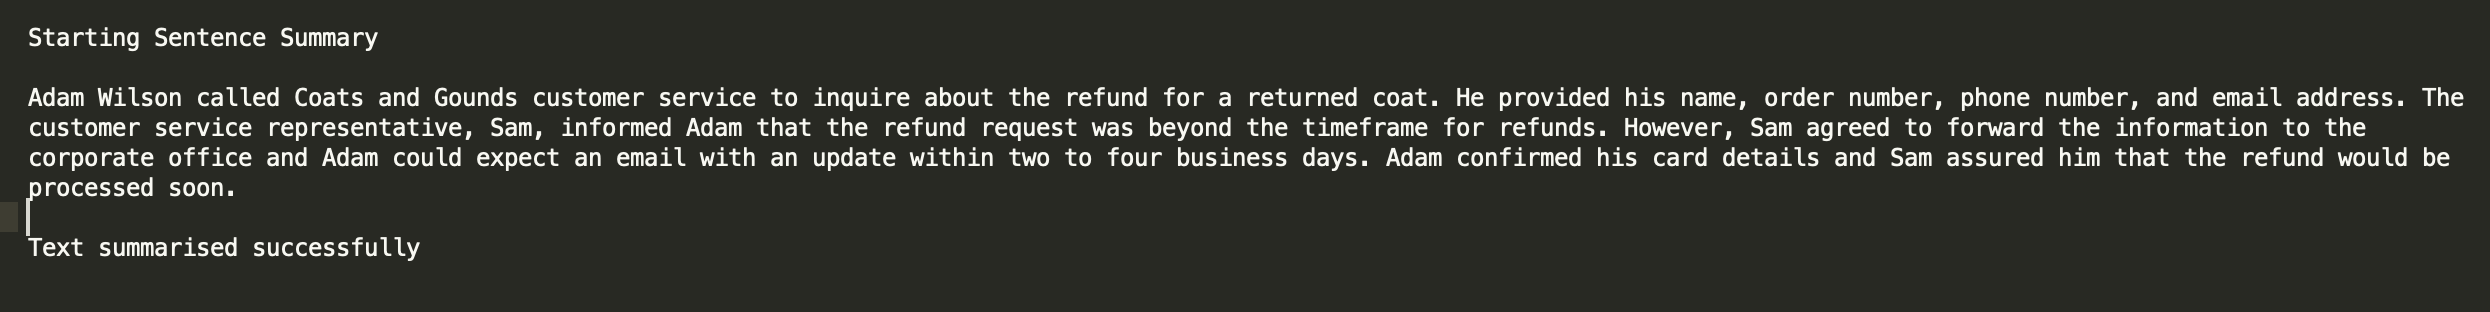 Starting Sentence Summary
Adam Wilson called Coats and Gounds customer service to inquire about the refund for a returned coat. He provided his name, order number, phone number, and email address. The
customer service representative, Sam, informed Adam that the refund request was beyond the timeframe for refunds. However, Sam agreed to forward the information to the
corporate office and Adam could expect an email with an update within two to four business days. Adam confirmed his card details and Sam assured him that the refund would be
processed soon.
Text summarised successfully